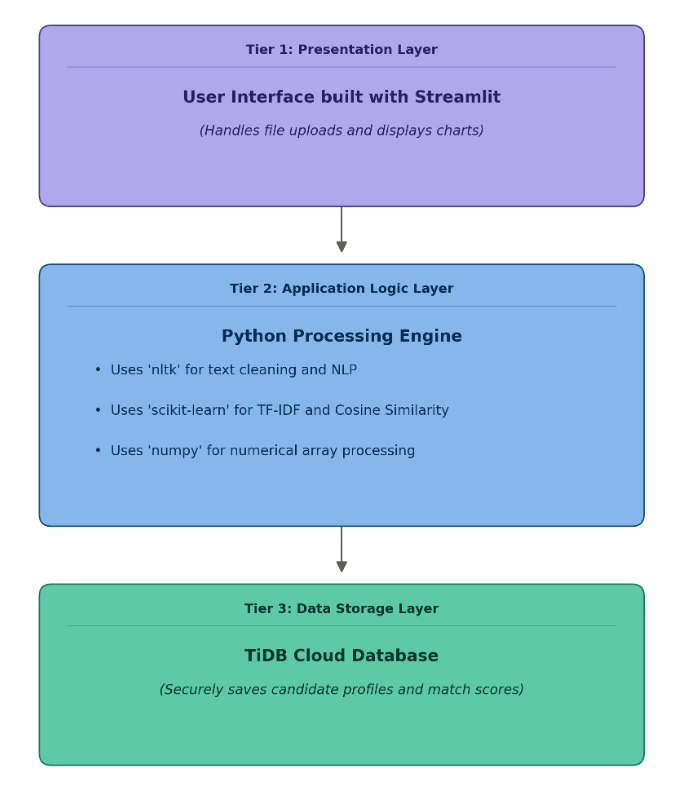 Tier 1: Presentation Layer
User Interface built with Streamlit
(Handles file uploads and displays charts)
Tier 2: Application Logic Layer
Python Processing Engine
• Uses 'nltk' for text cleaning and NLP
• Uses 'scikit-learn' for TF-IDF and Cosine Similarity
• Uses 'numpy' for numerical array processing
Tier 3: Data Storage Layer
TiDB Cloud Database
(Securely saves candidate profiles and match scores)